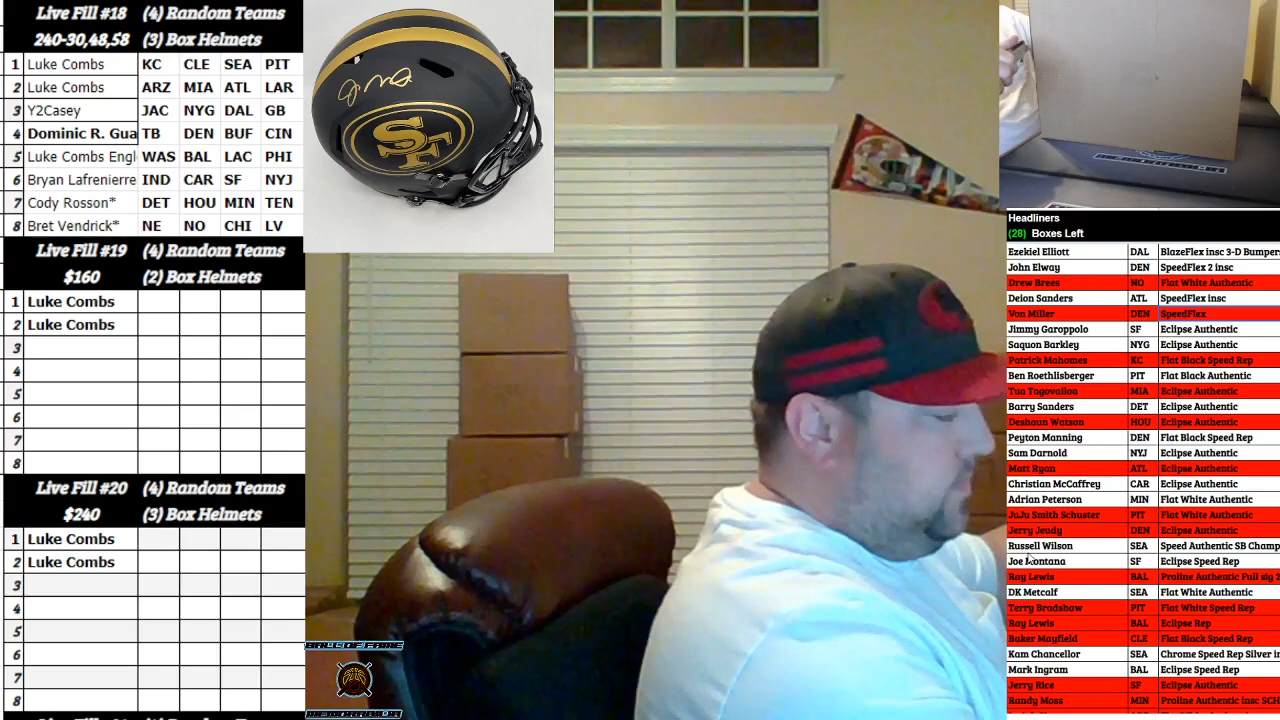 Live Fill #18 (4) Random Teams
240-30,48,58 (3) Box Helmets
1 Luke Combs KC CLE SEA PIT
2 Luke Combs ARZ MIA ATL LAR
3 Y2Casey JAC NYG DAL GB
4 Dominic R. Gua TB DEN BUF CIN
5 Luke Combs Engl WAS BAL LAC PHI
6 Bryan Lafrenierre IND CAR SF NYJ
7 Cody Rosson* DET HOU MIN TEN
8 Bret Vendrick* NE NO CHI LV
Live Fill #19 (4) Random Teams
$160 (2) Box Helmets
1 Luke Combs
2 Luke Combs
3
4
5
6
7
8
Live Fill #20 (4) Random Teams
$240 (3) Box Helmets
1 Luke Combs
2 Luke Combs
3
4
5
6
7
8
SF
BALL OF FAME
MEMORABILIA
Headliners
(28) Boxes Left
Ezekiel Elliott DAL BlazeFlex insc 3-D Bumper
John Elway DEN SpeedFlex 2 insc
Drew Brees NO Flat White Authentic
Deion Sanders ATL SpeedFlex insc
Von Miller DEN SpeedFlex
Jimmy Garoppolo SF Eclipse Authentic
Saquon Barkley NYG Eclipse Authentic
Patrick Mahomes KC Flat Black Speed Rep
Ben Roethlisberger PIT Flat Black Authentic
Tua Tagovailoa MIA Eclipse Authentic
Barry Sanders DET Eclipse Authentic
Deshaun Watson HOU Eclipse Authentic
Peyton Manning DEN Flat Black Speed Rep
Sam Darnold NYJ Eclipse Authentic
Matt Ryan ATL Eclipse Authentic
Christian McCaffrey CAR Eclipse Authentic
Adrian Peterson MIN Flat White Authentic
JuJu Smith Schuster PIT Flat White Authentic
Jerry Jeudy DEN Eclipse Authentic
Russell Wilson SEA Speed Authentic SB Champ
Joe Montana SF Eclipse Speed Rep
Ray Lewis BAL Proline Authentic Full sig 2
DK Metcalf SEA Flat White Authentic
Terry Bradshaw PIT Flat White Speed Rep
Ray Lewis BAL Eclipse Rep
Baker Mayfield CLE Flat Black Speed Rep
Kam Chancellor SEA Chrome Speed Rep Silver in
Mark Ingram BAL Eclipse Speed Rep
Jerry Rice SF Eclipse Authentic
Randy Moss MIN Proline Authentic insc SCH